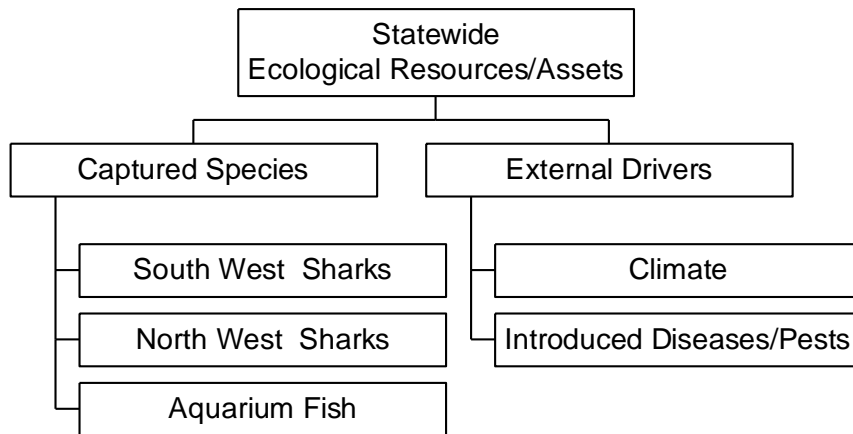 Statewide
Ecological Resources/Assets
Captured Species
External Drivers
South West  Sharks
Climate
North West  Sharks
Introduced Diseases/Pests
Aquarium Fish